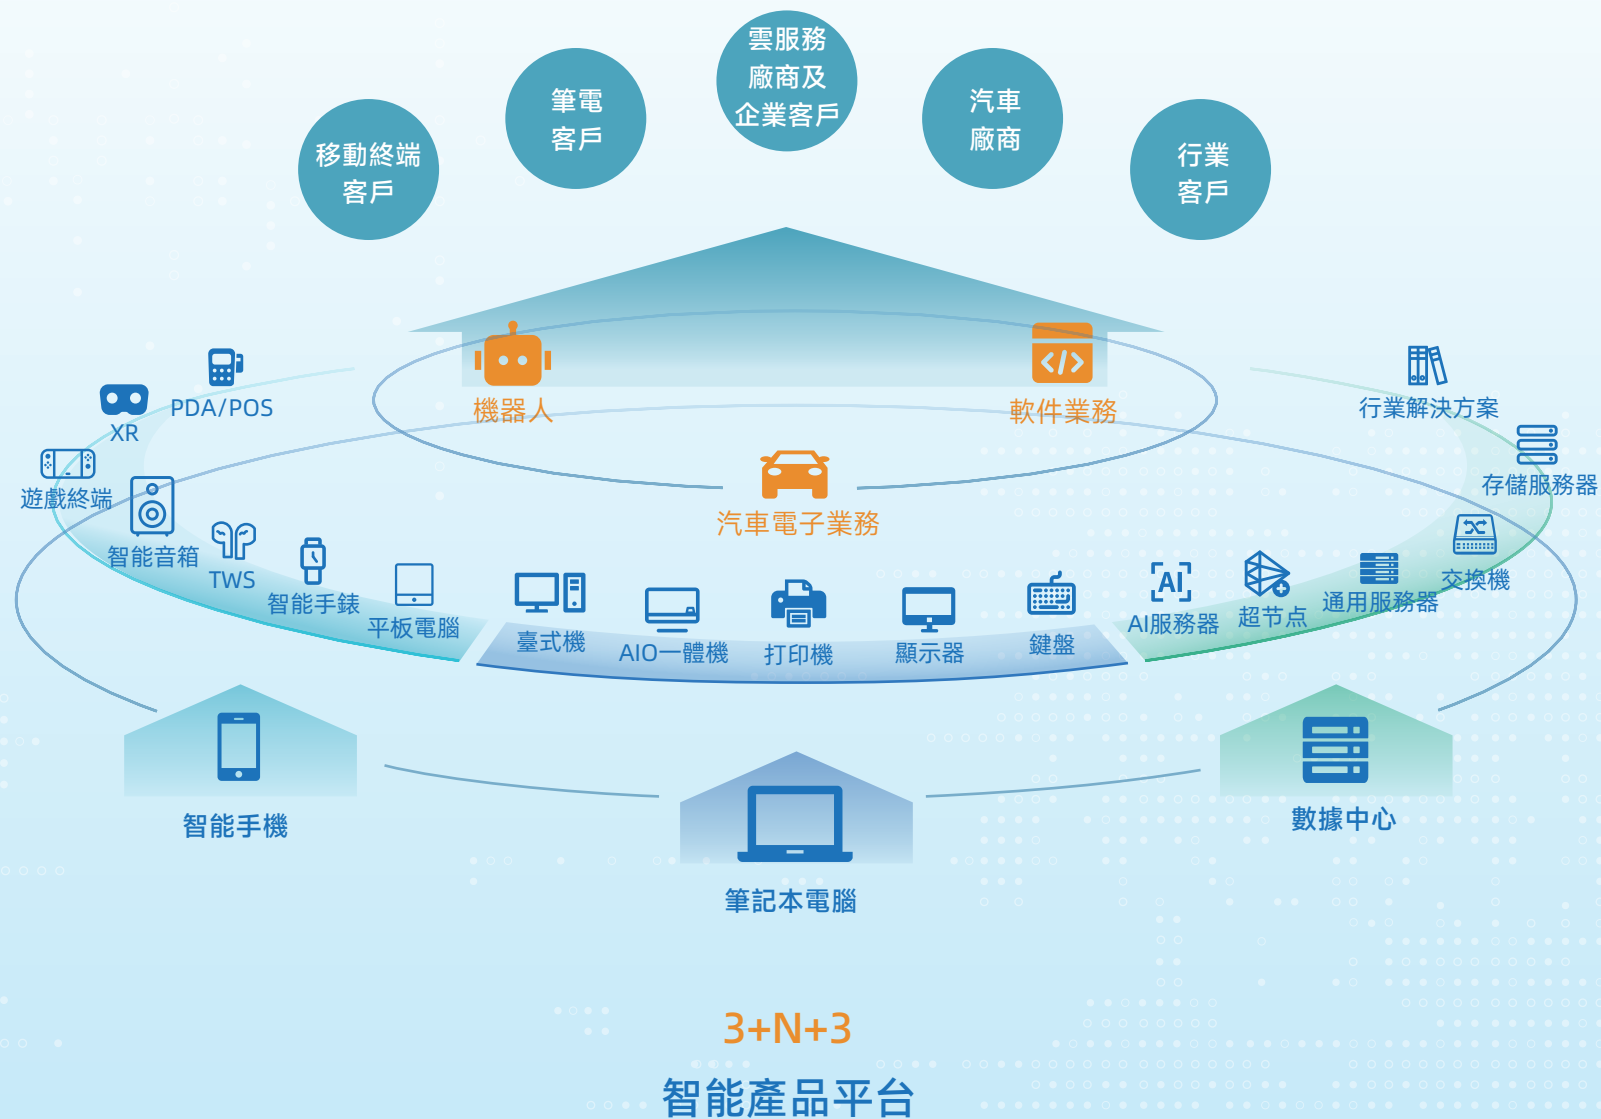 雲服務
廠商及
企業客戶
筆電
客戶
汽車
廠商
移動終端
客戶
行業
客戶
機器人
軟件業務
汽車電子業務
PDA/POS
XR
遊戲終端
智能音箱
TWS
智能手錶
平板電腦
臺式機
AIO一體機
打印機
顯示器
鍵盤
AI
AI服務器
超节点
通用服務器
交換機
存儲服務器
行業解決方案
智能手機
筆記本電腦
數據中心
3+N+3
智能產品平台